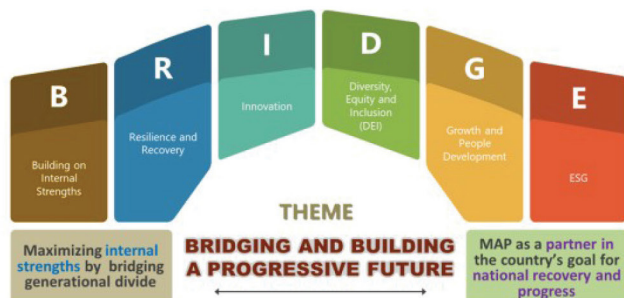 B
Building on
Internal
Strengths
R
Resilience and
Recovery
I
Innovation
D
Diversity,
Equity and
Inclusion
(DEI)
G
Growth and
People
Development
E
ESG
THEME
BRIDGING AND BUILDING
A PROGRESSIVE FUTURE
Maximizing internal
strengths by bridging
generational divide
MAP as a partner in
the country's goal for
national recovery and
progress